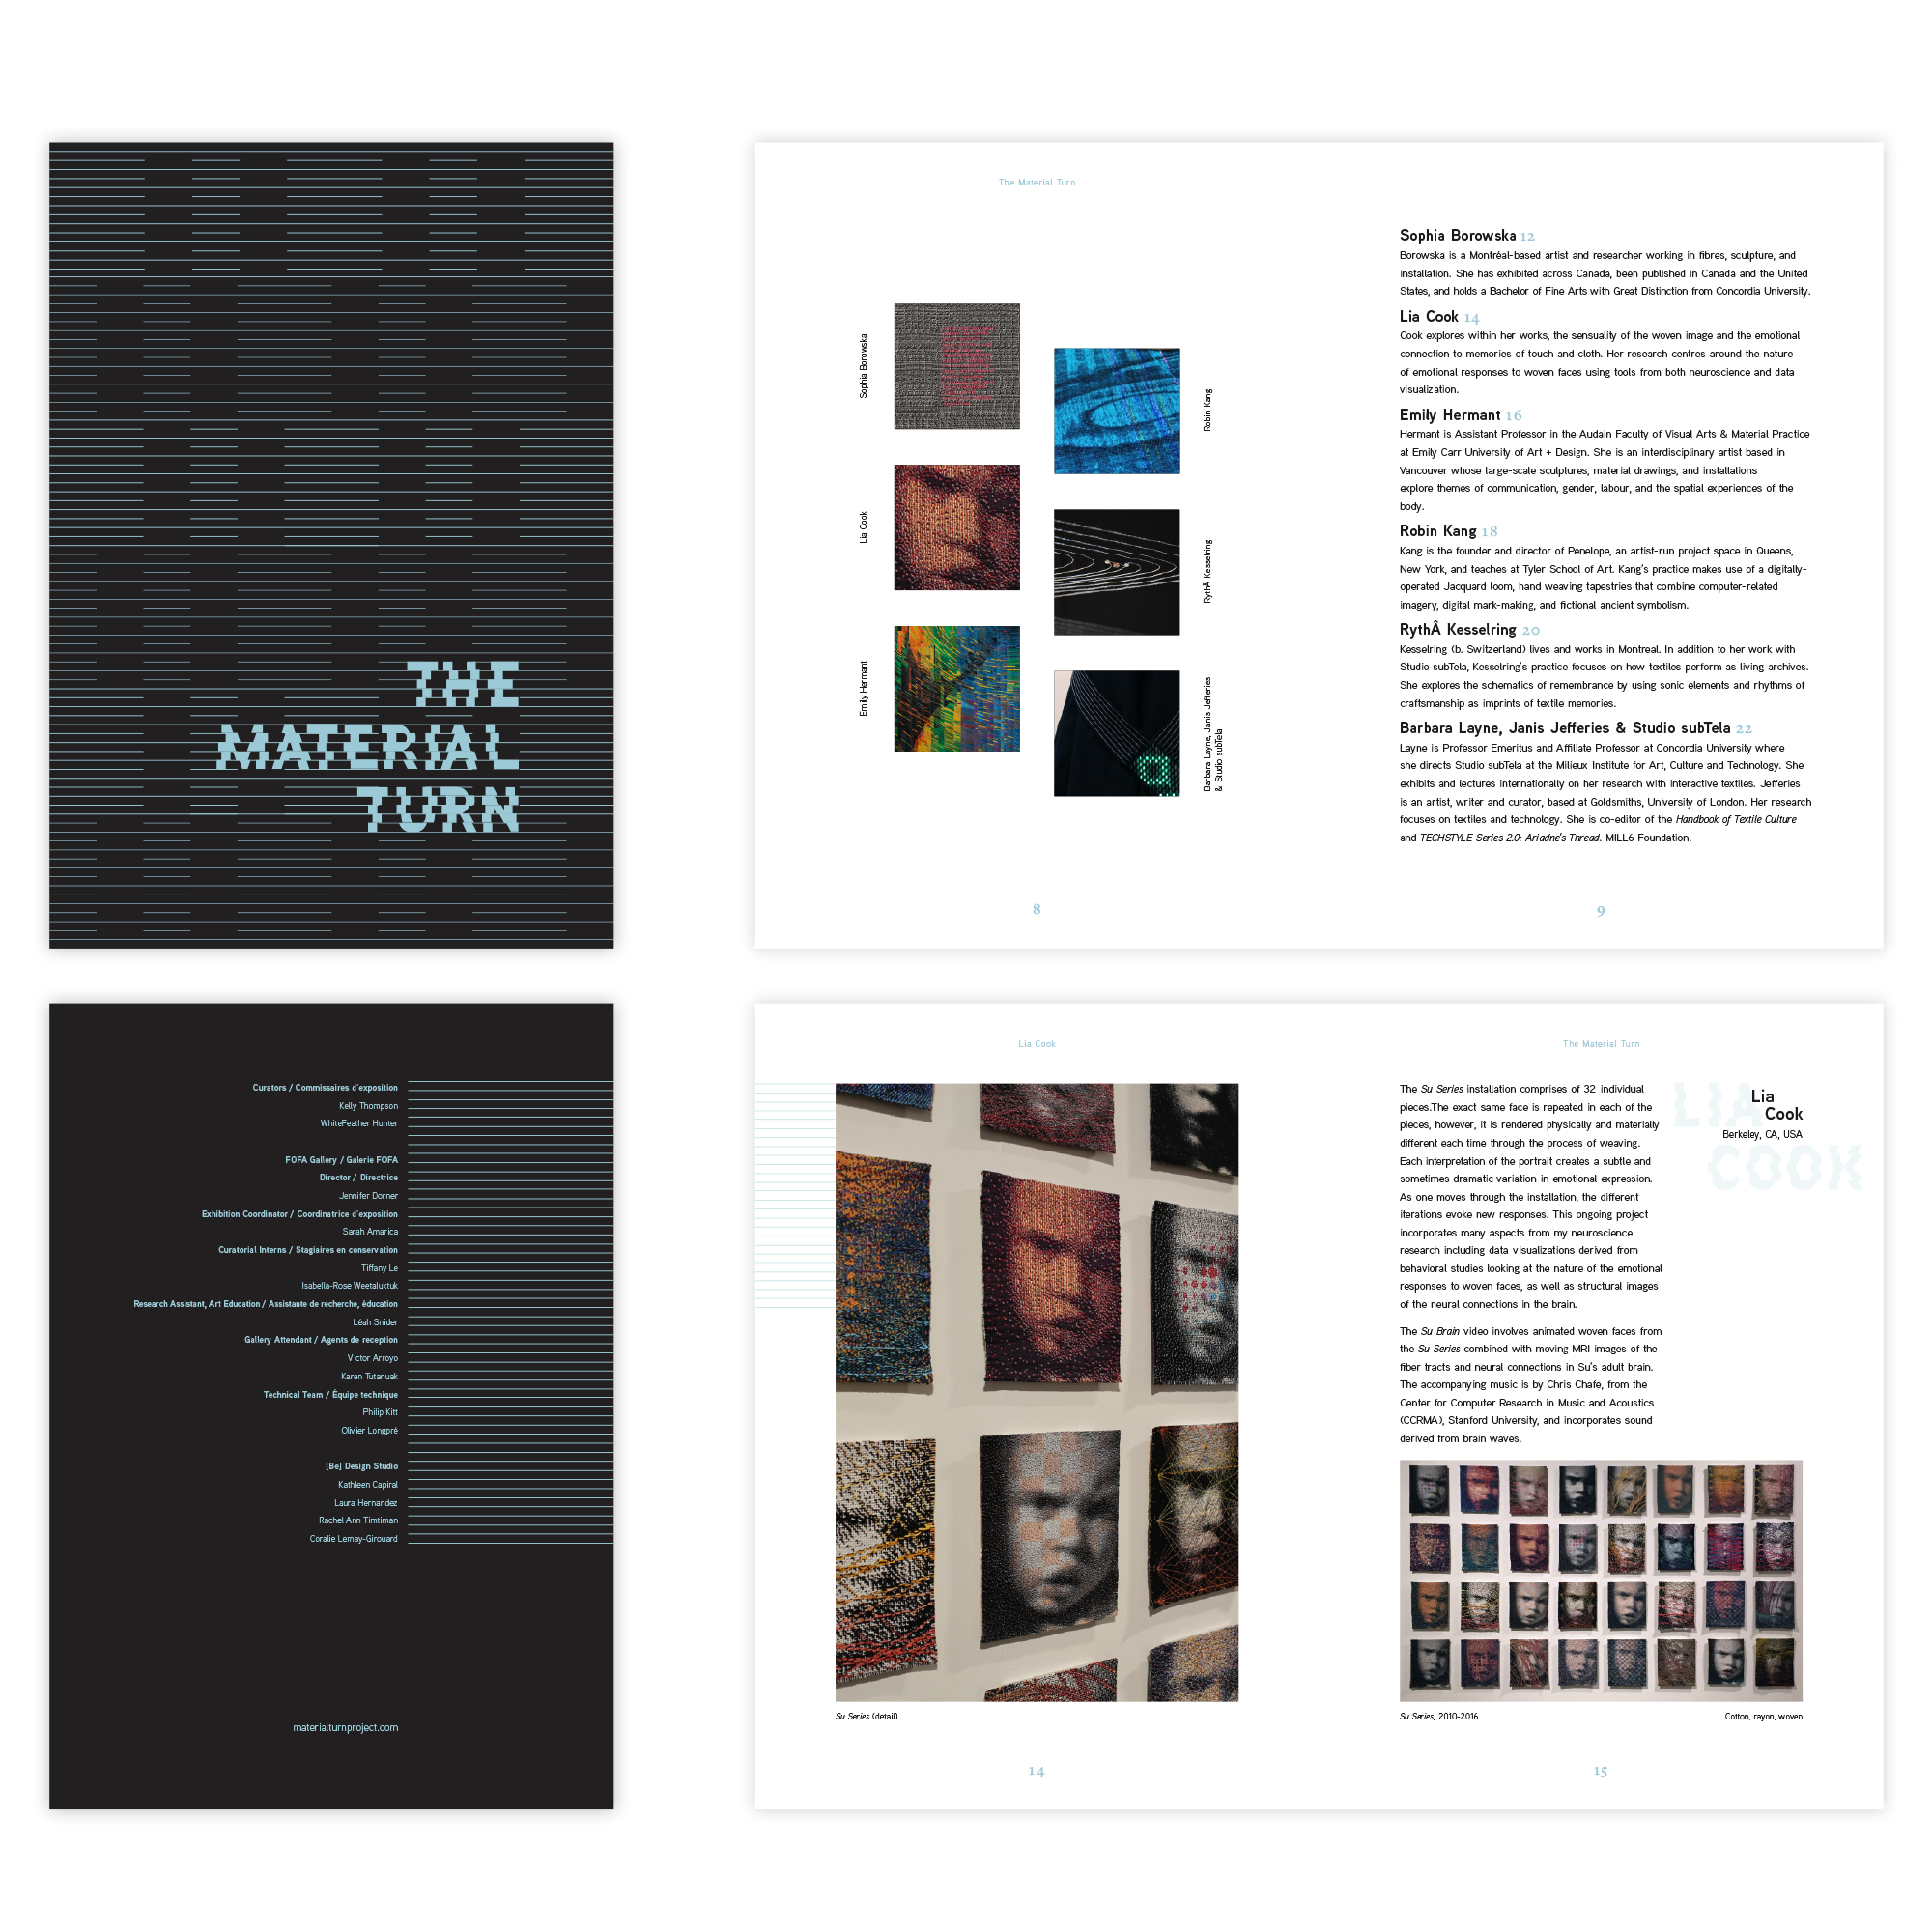 THE
MATERIAL
TURN
The Material Turn
Sophia Borowska
Lia Cook
Emily Hermant
Robin Kang
RythÂ Kesselring
Barbara Layne, Janis Jefferies
& Studio subTela
8
Sophia Borowska 12
Borowska is a Montréal-based artist and researcher working in fibres, sculpture, and
installation. She has exhibited across Canada, been published in Canada and the United
States, and holds a Bachelor of Fine Arts with Great Distinction from Concordia University.
Lia Cook 14
Cook explores within her works, the sensuality of the woven image and the emotional
connection to memories of touch and cloth. Her research centres around the nature
of emotional responses to woven faces using tools from both neuroscience and data
visualization.
Emily Hermant 16
Hermant is Assistant Professor in the Audain Faculty of Visual Arts & Material Practice
at Emily Carr University of Art + Design. She is an interdisciplinary artist based in
Vancouver whose large-scale sculptures, material drawings, and installations
explore themes of communication, gender, labour, and the spatial experiences of the
body.
Robin Kang 18
Kang is the founder and director of Penelope, an artist-run project space in Queens,
New York, and teaches at Tyler School of Art. Kang's practice makes use of a digitally-
operated Jacquard loom, hand weaving tapestries that combine computer-related
imagery, digital mark-making, and fictional ancient symbolism.
RythÂ Kesselring 20
Kesselring (b. Switzerland) lives and works in Montreal. In addition to her work with
Studio subTela, Kesselring's practice focuses on how textiles perform as living archives.
She explores the schematics of remembrance by using sonic elements and rhythms of
craftsmanship as imprints of textile memories.
Barbara Layne, Janis Jefferies & Studio subTela 22
Layne is Professor Emeritus and Affiliate Professor at Concordia University where
she directs Studio subTela at the Milieux Institute for Art, Culture and Technology. She
exhibits and lectures internationally on her research with interactive textiles. Jefferies
is an artist, writer and curator, based at Goldsmiths, University of London. Her research
focuses on textiles and technology. She is co-editor of the Handbook of Textile Culture
and TECHSTYLE Series 2.0: Ariadne's Thread. MILL6 Foundation.
9
Curators / Commissaires d'exposition
Kelly Thompson
WhiteFeather Hunter
FOFA Gallery / Galerie FOFA
Director / Directrice
Jennifer Dorner
Exhibition Coordinator / Coordinatrice d'exposition
Sarah Amarica
Curatorial Interns / Stagiaires en conservation
Tiffany Le
Isabella-Rose Weetaluktuk
Research Assistant, Art Education / Assistante de recherche, éducation
Léah Snider
Gallery Attendant / Agents de reception
Victor Arroyo
Karen Tutanuak
Technical Team / Équipe technique
Philip Kitt
Olivier Longpré
[Be] Design Studio
Kathleen Capiral
Laura Hernandez
Rachel Ann Timtiman
Coralie Lemay-Girouard
materialturnproject.com
Lia Cook
Su Series (detail)
14
The Material Turn
The Su Series installation comprises of 32 individual
pieces.The exact same face is repeated in each of the
pieces, however, it is rendered physically and materially
different each time through the process of weaving.
Each interpretation of the portrait creates a subtle and
sometimes dramatic variation in emotional expression.
As one moves through the installation, the different
iterations evoke new responses. This ongoing project
incorporates many aspects from my neuroscience
research including data visualizations derived from
behavioral studies looking at the nature of the emotional
responses to woven faces, as well as structural images
of the neural connections in the brain.
The Su Brain video involves animated woven faces from
the Su Series combined with moving MRI images of the
fiber tracts and neural connections in Su's adult brain.
The accompanying music is by Chris Chafe, from the
Center for Computer Research in Music and Acoustics
(CCRMA), Stanford University, and incorporates sound
derived from brain waves.
LIA
COOK
Lia
Cook
Berkeley, CA, USA
Su Series, 2010-2016
Cotton, rayon, woven
15